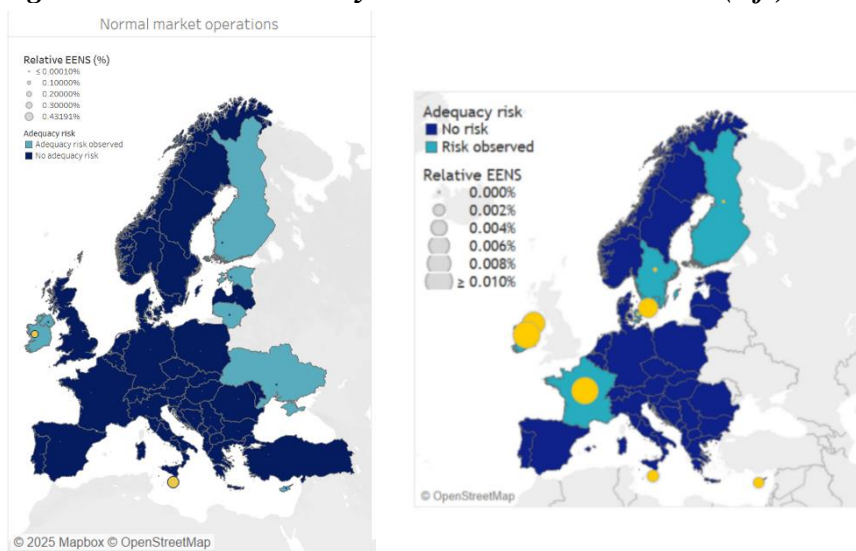 Normal market operations
Relative EENS (%)
≤ 0.00010%
0.10000%
0.20000%
0.30000%
0.43191%
Adequacy risk
Adequacy risk observed
No adequacy risk
© 2025 Mapbox © OpenStreetMap
Adequacy risk
No risk
Risk observed
Relative EENS
0.000%
0.002%
0.004%
0.006%
0.008%
≥ 0.010%
© OpenStreetMap